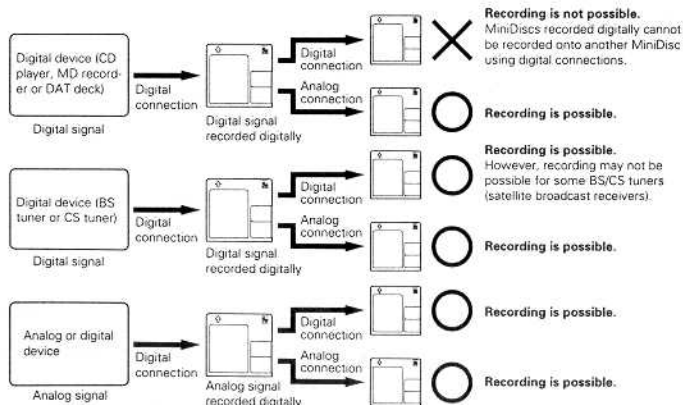 Digital device (CD
player, MD record-
er or DAT deck)
Digital signal
Digital
connection
Digital signal
recorded digitally
Digital
connection
Analog
connection
Recording is not possible.
MiniDiscs recorded digitally cannot
be recorded onto another MiniDisc
using digital connections.
Recording is possible.
Digital device (BS
tuner or CS tuner)
Digital signal
Digital
connection
Digital signal
recorded digitally
Digital
connection
Analog
connection
Recording is possible.
However, recording may not be
possible for some BS/CS tuners
(satellite broadcast receivers).
Recording is possible.
Analog or digital
device
Analog signal
Digital
connection
Analog signal
recorded digitally
Digital
connection
Analog
connection
Recording is possible.
Recording is possible.